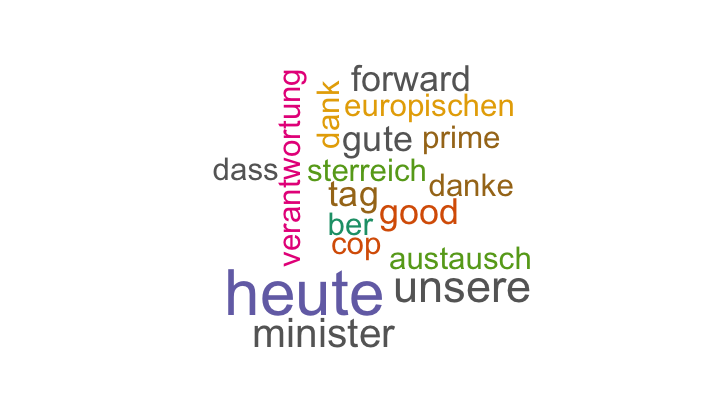 forward
verantwortung
dank
europischen
gute
prime
dass
sterreich
tag
danke
good
ber
cop
austausch
heute
unsere
minister